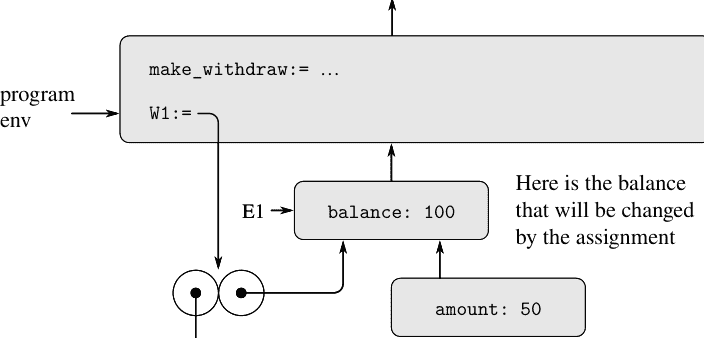 make_withdraw:= ...
program
env
W1:=
E1
balance: 100
Here is the balance
that will be changed
by the assignment
amount: 50